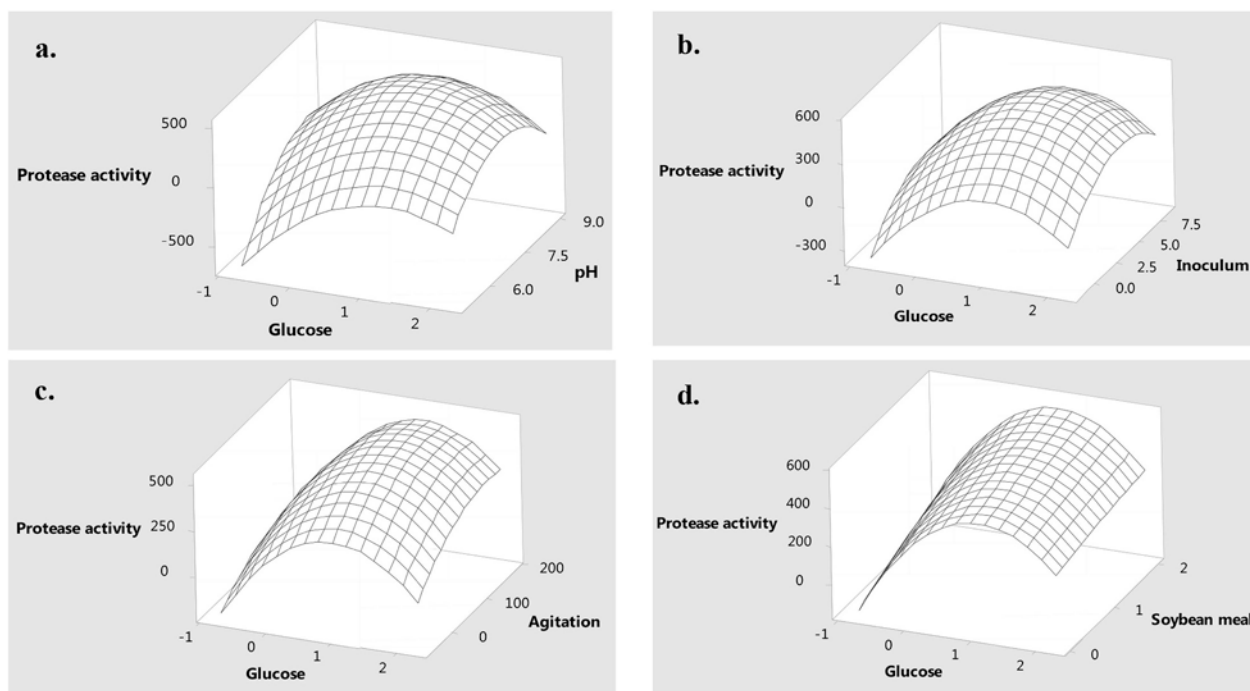 a.
500
Protease activity
0
-500
-1
0
1
2
Glucose
6.0
7.5
9.0
pH
b.
600
300
Protease activity
0
-300
-1
0
1
2
Glucose
0.0
2.5
5.0
7.5
Inoculum
c.
500
Protease activity
250
0
-1
0
1
2
Glucose
0
100
200
Agitation
d.
600
400
Protease activity
200
0
-1
0
1
2
Glucose
0
1
2
Soybean meal